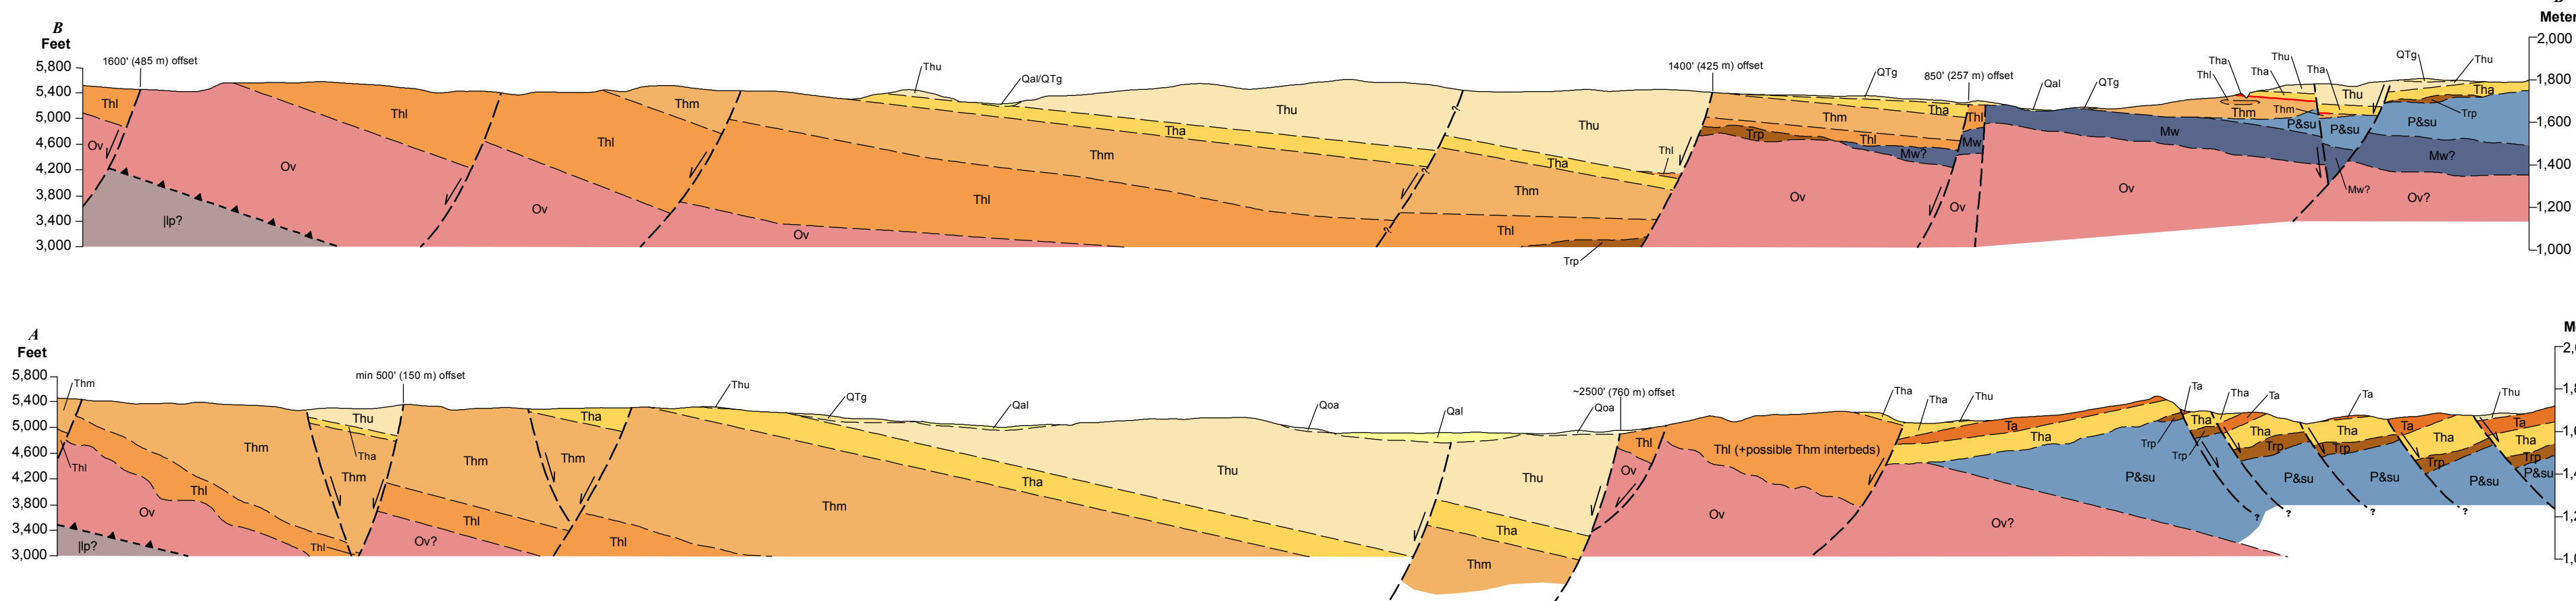 B
Feet
Meter
2,000
1,800
1,600
1,400
1,200
1,000
5,800
5,400
5,000
4,600
4,200
3,800
3,400
3,000
1600' (485 m) offset
Thl
Ov
|lp?
Ov
Thl
Ov
Thl
Thm
Ov
Thl
Thm
Thu
Qal/QTg
Tha
Thu
?
?
?
Thu
Tha
Thm
Thl
Trp
Thl
1400' (425 m) offset
Trp
Thm
Thl
Mw?
Ov
QTg
Tha
850' (257 m) offset
Thl
Mw
Ov
Qal
QTg
Mw
Ov
Thl
Tha
Tha
Thu
Tha
Thm
Thm
P&su
Thu
P&su
Mw?
QTg
Thu
Tha
Trp
P&su
Mw?
Ov?
A
Feet
5,800
5,400
5,000
4,600
4,200
3,800
3,400
3,000
Thm
Thl
Ov
|lp?
Thl
Thm
Thl
Thu
Tha
Thm
min 500' (150 m) offset
Thm
Thl
Ov?
Tha
Thm
Thl
Thu
QTg
Qal
Thm
Tha
Thu
Qoa
Qal
Thu
Tha
Thm
Qoa
~2500' (760 m) offset
Thl
Ov
Thl (+possible Thm interbeds)
Ov
Tha
Tha
Thu
Ta
Tha
Ov?
P&su
Ta
Tha
Trp
Trp
Tha
Ta
Tha
Trp
P&su
?
?
Ta
Tha
Trp
P&su
?
Ta
Tha
Trp
P&su
?
Thu
Ta
Tha
Trp
P&su